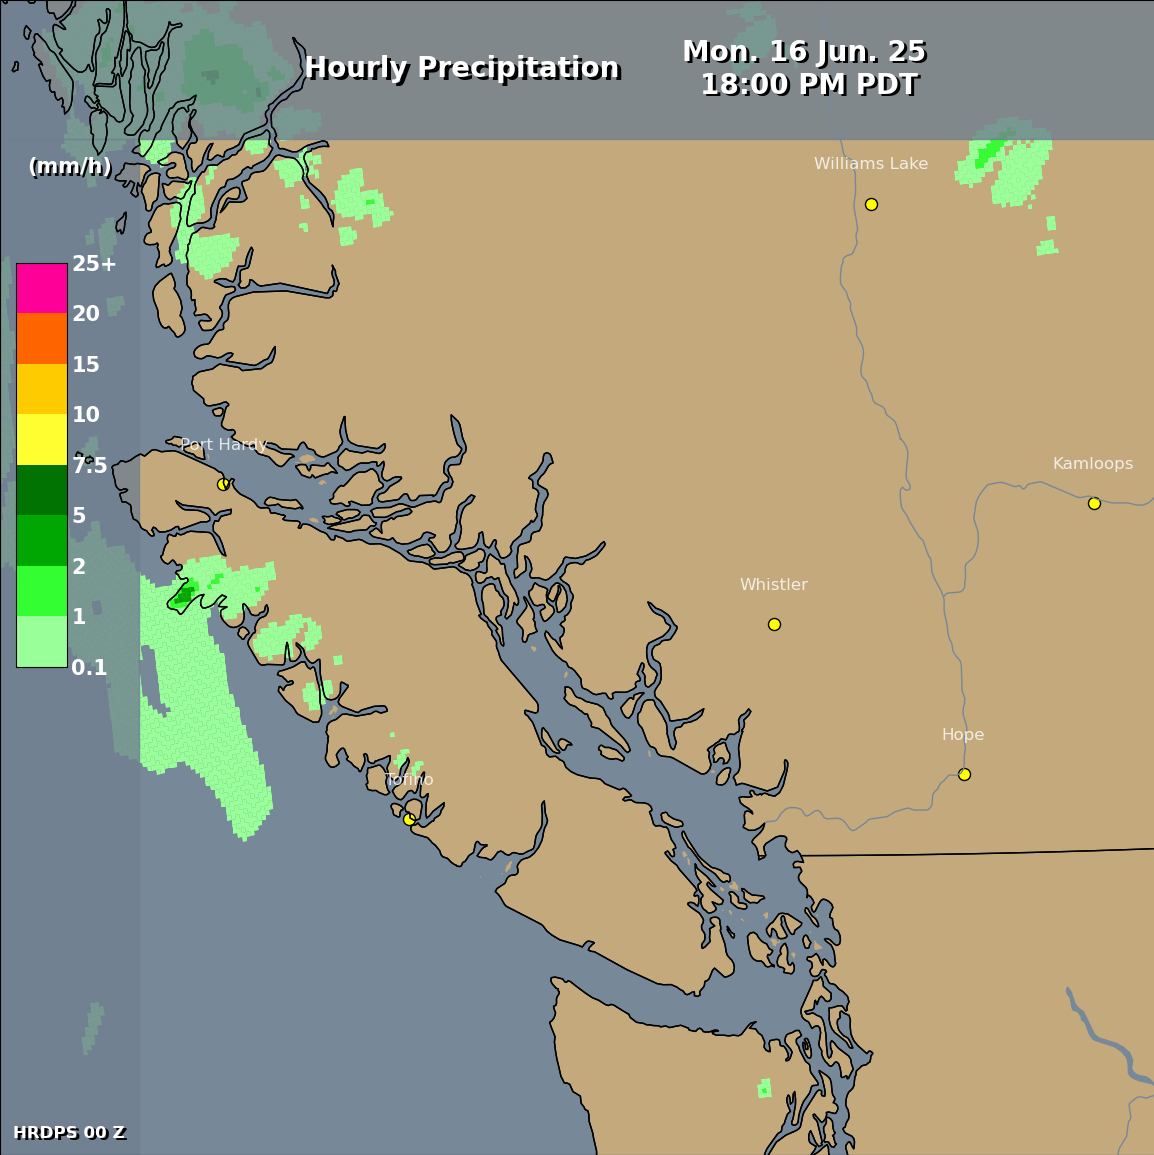 Hourly Precipitation
Mon. 16 Jun. 25
18:00 PM PDT
(mm/h)
Williams Lake
25+
20
15
10
7.5
5
2
1
0.1
Port Hardy
Kamloops
Whistler
Hope
Tofino
HRDPS 00 Z